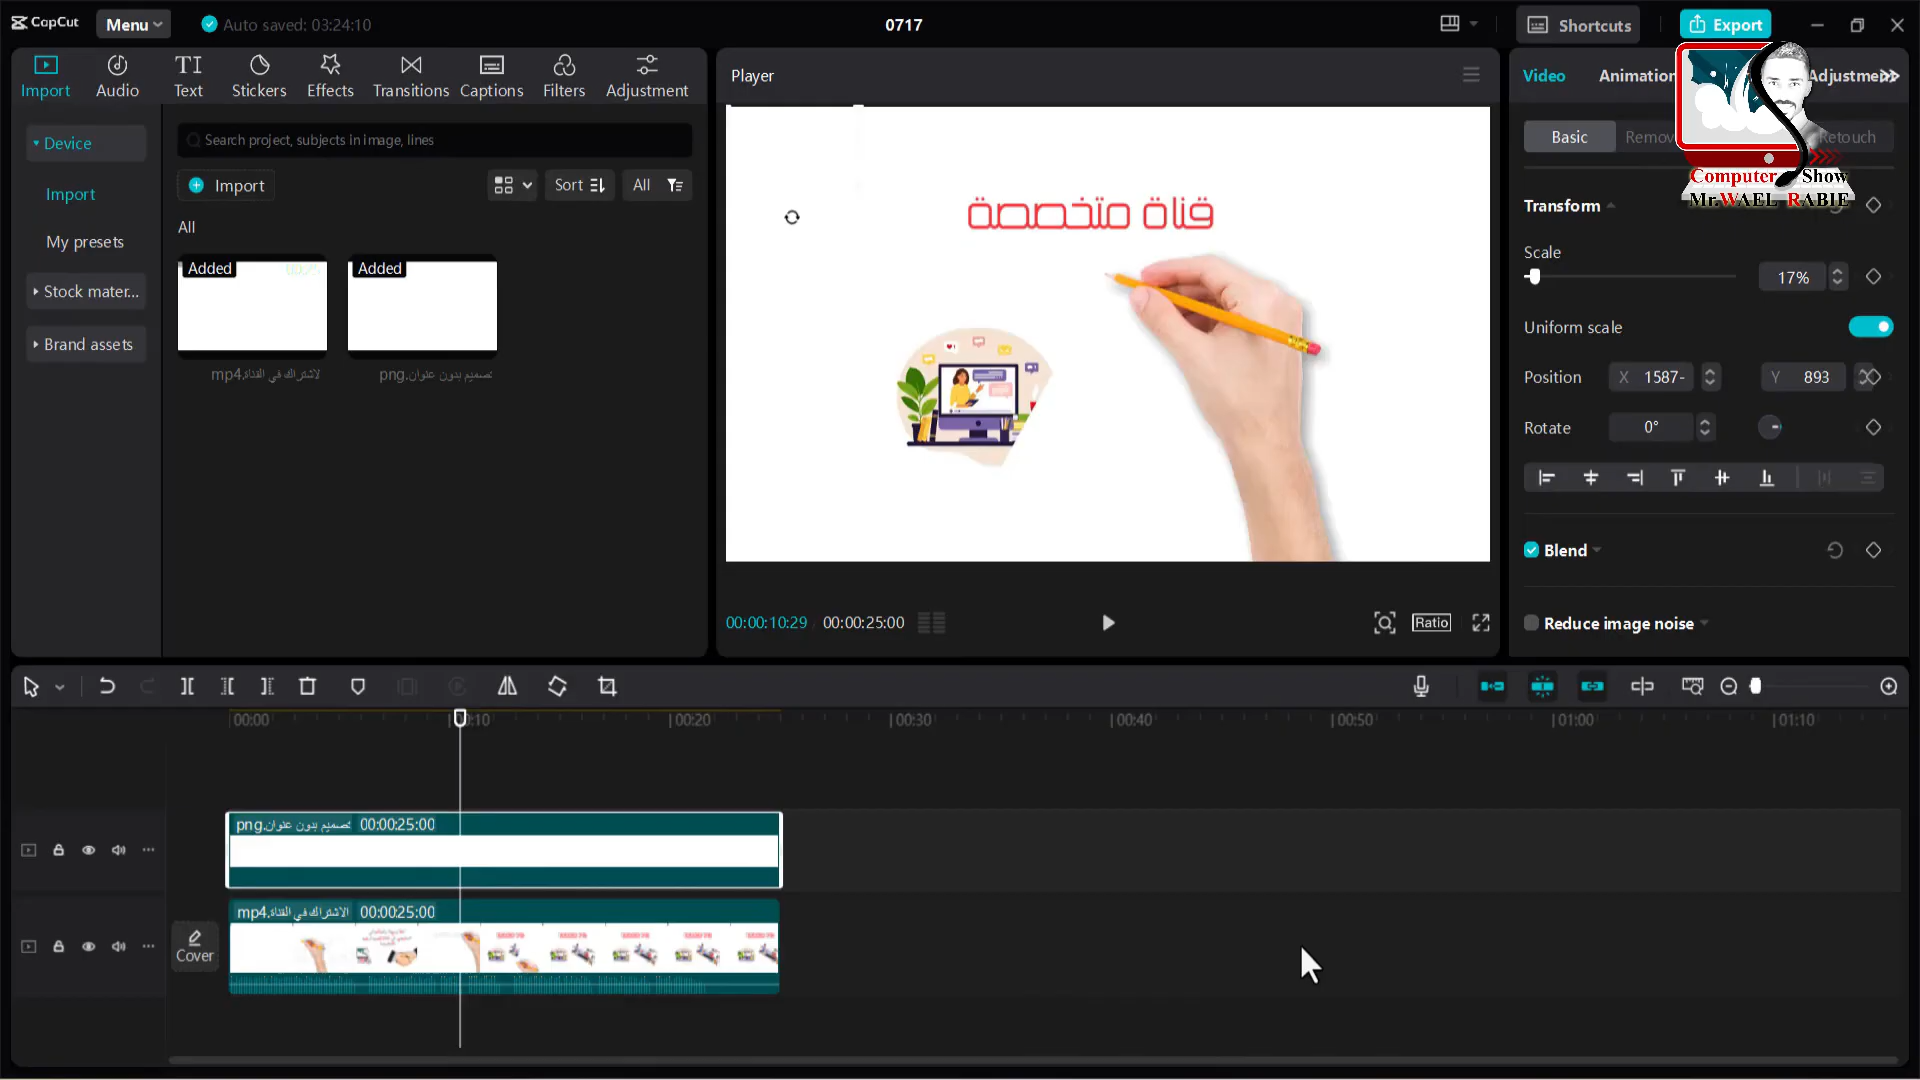 CapCut
Menu
Auto saved: 03:24:10
0717
Shortcuts
Export
Import
Audio
Text
Stickers
Effects
Transitions
Captions
Filters
Adjustment
Device
Import
My presets
Stock mater...
Brand assets
Search project, subjects in image, lines
Import
Sort
All
All
Added
Added
لاشتراك في القناة.mp4
تصميم بدون عنوان.png
Player
قناة متخصصة
00:00:10:29
00:00:25:00
Ratio
Video
Animation
Adjustment
Basic
Remov
Retouch
Computer Show
Mr.WAEL RABIE
Transform
Scale
17%
Uniform scale
Position
X 1587-
Y 893
Rotate
0°
Blend
Reduce image noise
00:00
00:10
00:20
00:30
00:40
00:50
01:00
01:10
تصميم بدون عنوان.png 00:00:25:00
الاشتراك في القناة.mp4 00:00:25:00
Cover